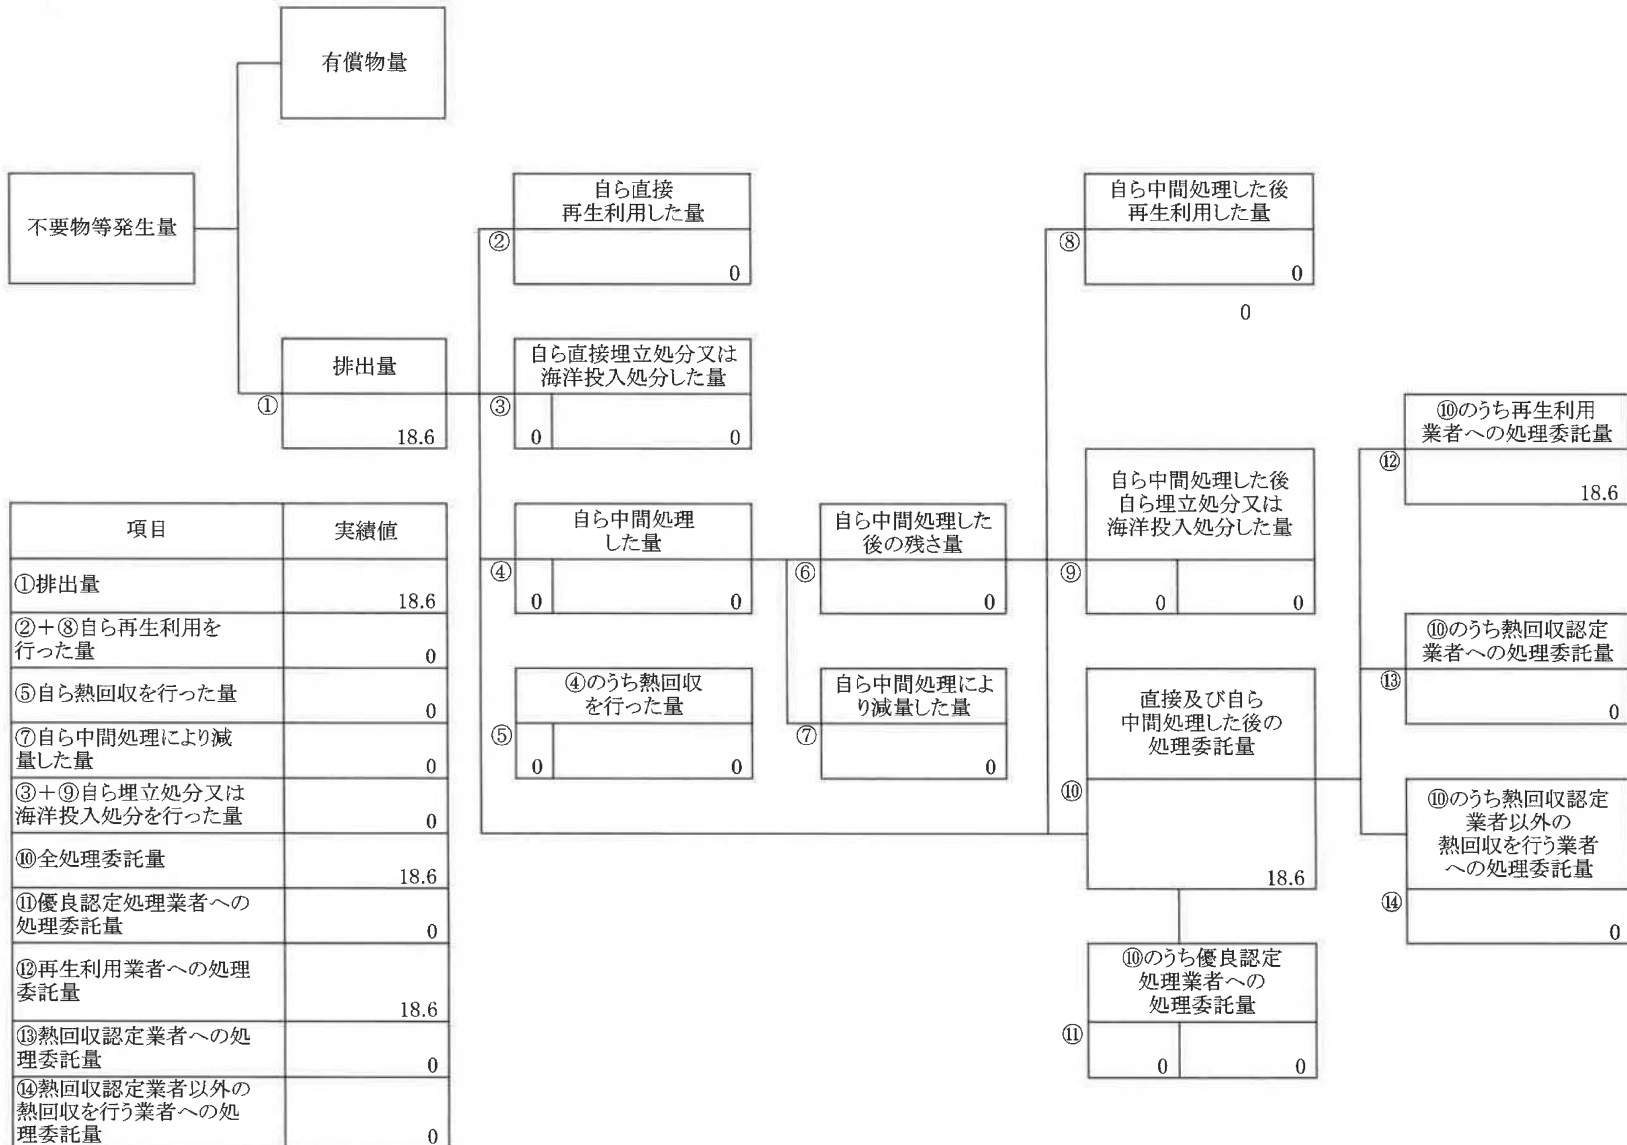 有償物量
不要物等発生量
排出量
①
18.6
自ら直接
再生利用した量
②
0
自ら直接埋立処分又は
海洋投入処分した量
③
0 0
自ら中間処理
した量
④
0 0
④のうち熱回収
を行った量
⑤
0 0
自ら中間処理した
後の残さ量
⑥
0
自ら中間処理によ
り減量した量
⑦
0
自ら中間処理した後
再生利用した量
⑧
0
0
自ら中間処理した後
自ら埋立処分又は
海洋投入処分した量
⑨
0 0
直接及び自ら
中間処理した後の
処理委託量
⑩
18.6
⑩のうち優良認定
処理業者への
処理委託量
⑪
0 0
⑩のうち再生利用
業者への処理委託量
⑫
18.6
⑩のうち熱回収認定
業者への処理委託量
⑬
0
⑩のうち熱回収認定
業者以外の
熱回収を行う業者
への処理委託量
⑭
0
項目 実績値
①排出量
18.6
②+⑧自ら再生利用を
行った量
0
⑤自ら熱回収を行った量
0
⑦自ら中間処理により減
量した量
0
③+⑨自ら埋立処分又は
海洋投入処分を行った量
0
⑩全処理委託量
18.6
⑪優良認定処理業者への
処理委託量
0
⑫再生利用業者への処理
委託量
18.6
⑬熱回収認定業者への処
理委託量
0
⑭熱回収認定業者以外の
熱回収を行う業者への処
理委託量
0